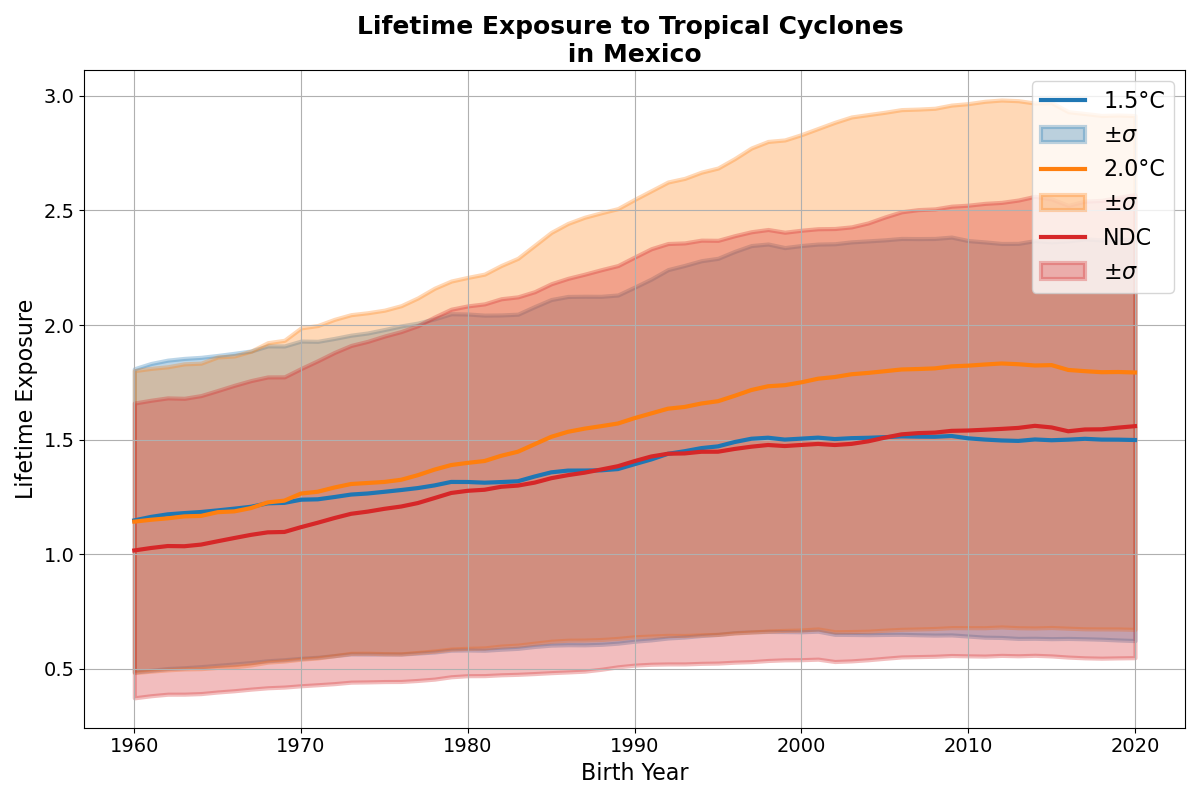 Lifetime Exposure to Tropical Cyclones
in Mexico
Lifetime Exposure
3.0
2.5
2.0
1.5
1.0
0.5
1960
1970
1980
1990
2000
2010
2020
Birth Year
1.5°C
±σ
2.0°C
±σ
NDC
±σ